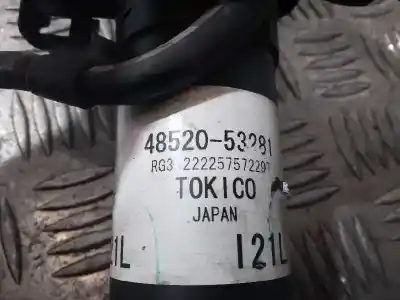 48520-53281
RG3 222257572297
TOKICO
JAPAN
1L I21L